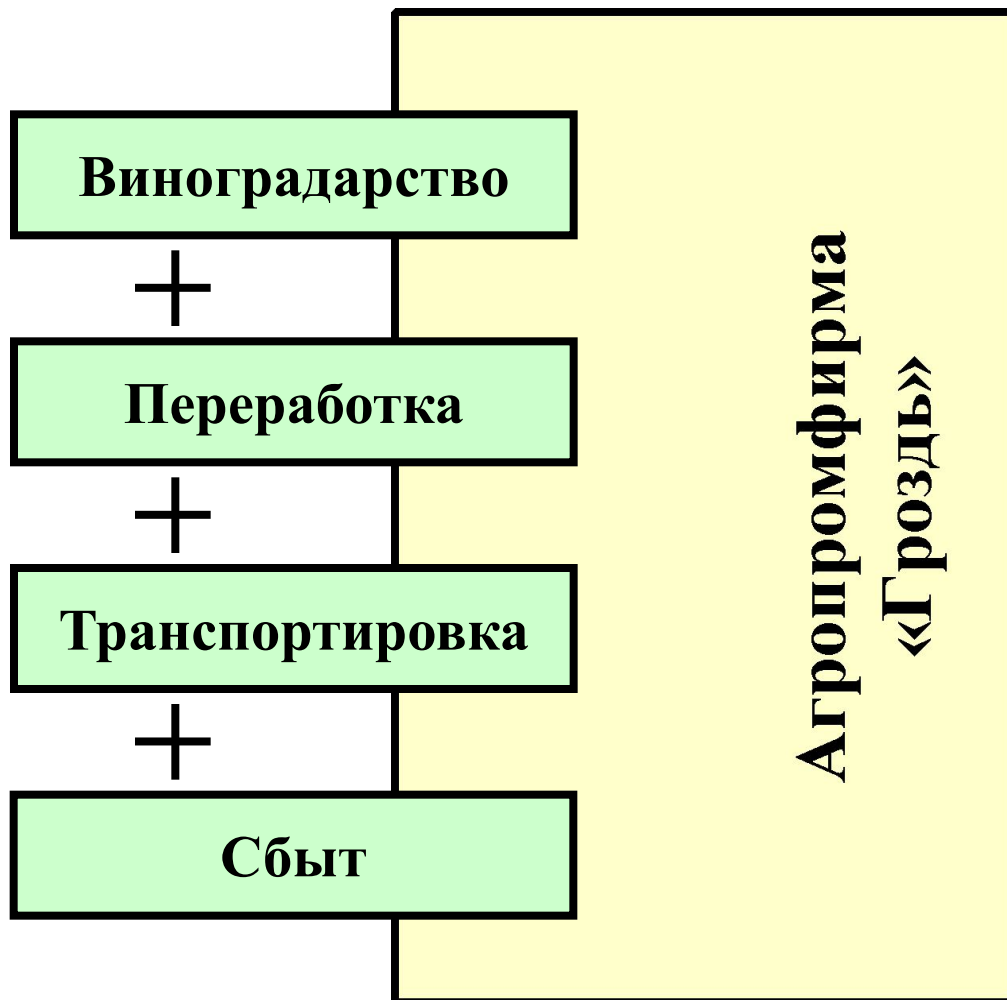 Виноградарство
+
Переработка
+
Транспортировка
+
Сбыт
Агропромфирма
«Гроздь»